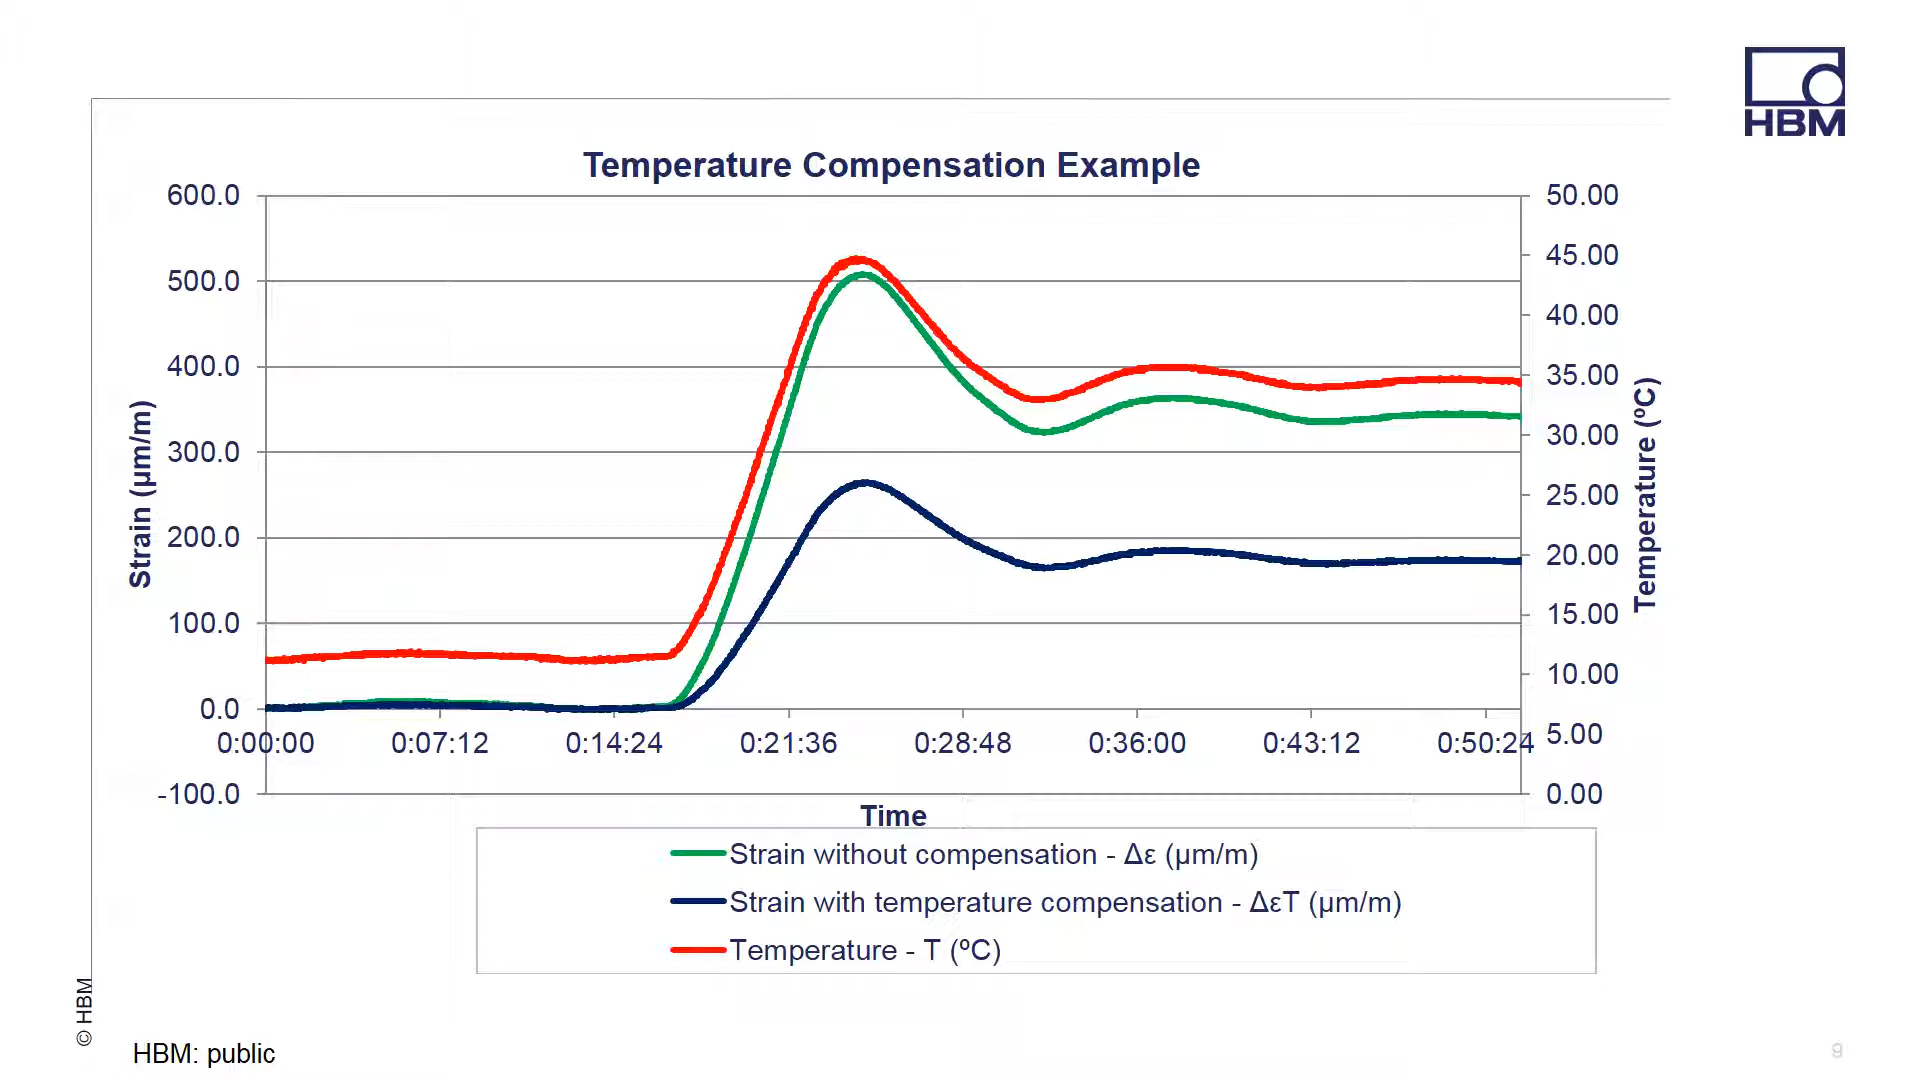 HBM
Temperature Compensation Example
600.0
500.0
400.0
300.0
200.0
100.0
0.0
-100.0
Strain (µm/m)
50.00
45.00
40.00
35.00
30.00
25.00
20.00
15.00
10.00
5.00
0.00
Temperature (ºC)
0:00:00 0:07:12 0:14:24 0:21:36 0:28:48 0:36:00 0:43:12 0:50:24
Time
Strain without compensation - Δε (µm/m)
Strain with temperature compensation - ΔεT (µm/m)
Temperature - T (ºC)
© HBM
HBM: public
9